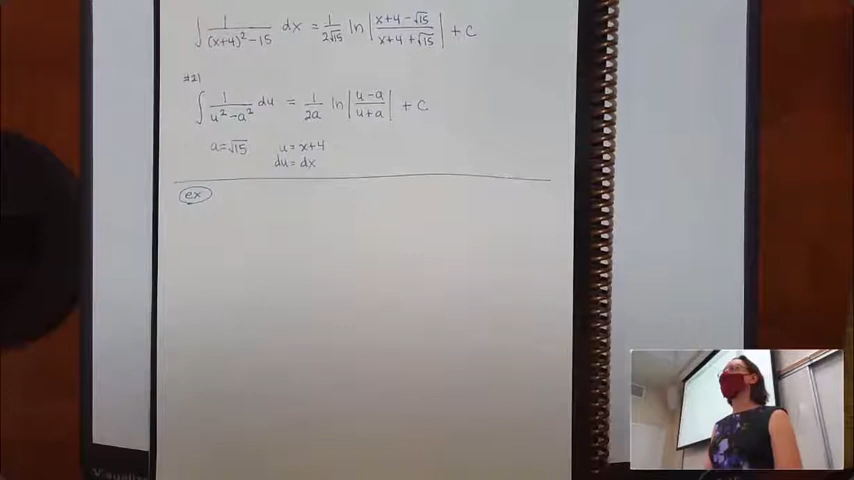 ∫ 1/((x+4)²-15) dx = 1/(2√15) ln |(x+4-√15)/(x+4+√15)| + C
#21
∫ 1/(u²-a²) du = 1/(2a) ln |(u-a)/(u+a)| + C
a=√15 u=x+4
du=dx
ex